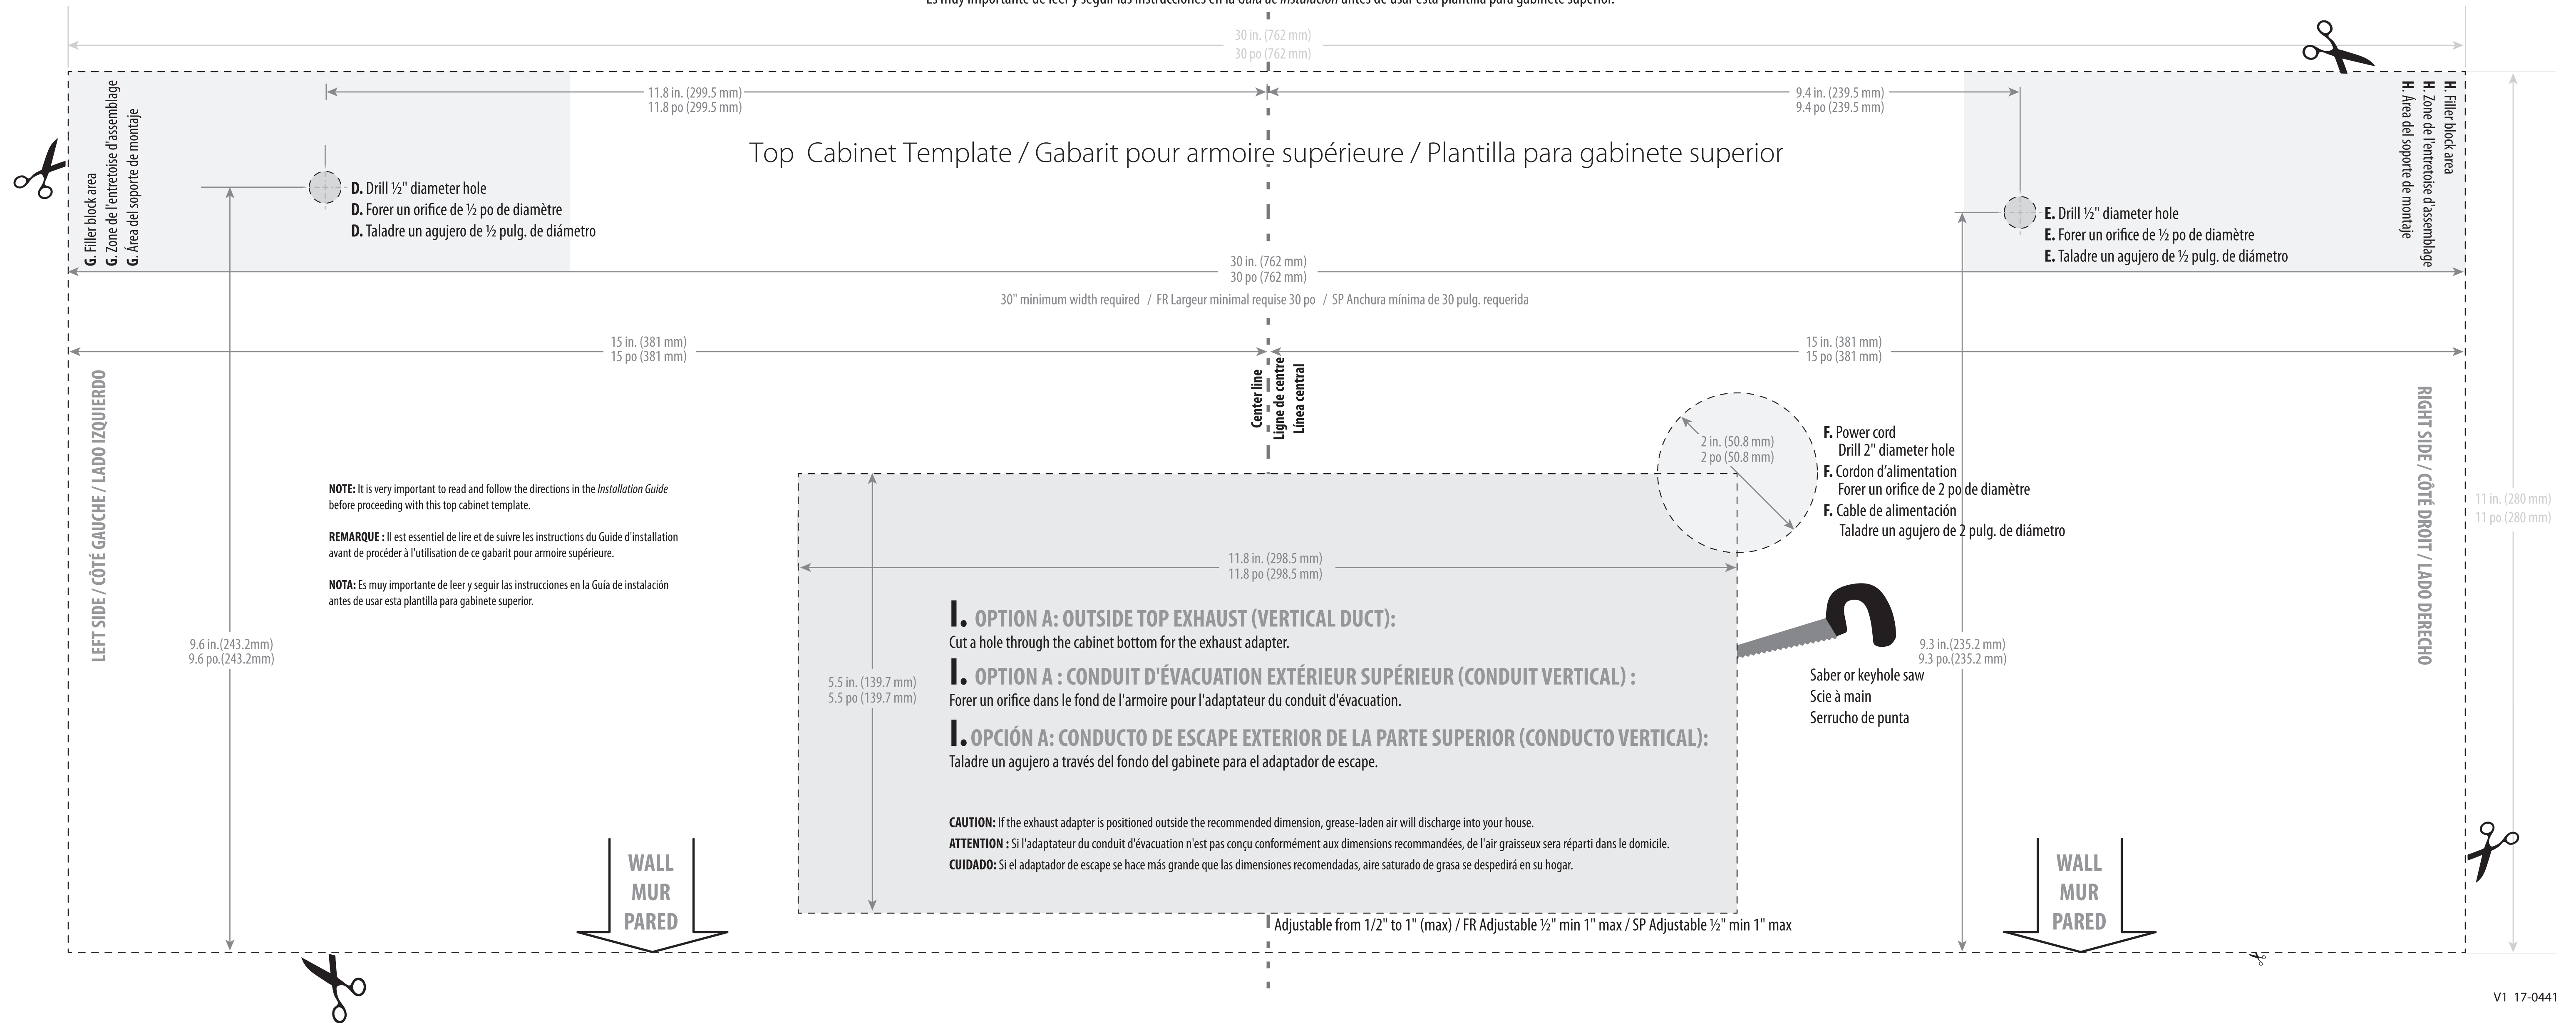 Es muy importante de leer y seguir las instrucciones en la Guía de instalación antes de usar esta plantilla para gabinete superior.
30 in. (762 mm)
30 po (762 mm)
11.8 in. (299.5 mm)
11.8 po (299.5 mm)
9.4 in. (239.5 mm)
9.4 po (239.5 mm)
Top Cabinet Template / Gabarit pour armoire supérieure / Plantilla para gabinete superior
G. Filler block area
G. Zone de l'entretoise d'assemblage
G. Área del soporte de montaje
D. Drill ½" diameter hole
D. Forer un orifice de ½ po de diamètre
D. Taladre un agujero de ½ pulg. de diámetro
H. Filler block area
H. Zone de l'entretoise d'assemblage
H. Área del soporte de montaje
E. Drill ½" diameter hole
E. Forer un orifice de ½ po de diamètre
E. Taladre un agujero de ½ pulg. de diámetro
30 in. (762 mm)
30 po (762 mm)
30" minimum width required / FR Largeur minimal requise 30 po / SP Anchura mínima de 30 pulg. requerida
15 in. (381 mm)
15 po (381 mm)
15 in. (381 mm)
15 po (381 mm)
Center line
Ligne de centre
Línea central
LEFT SIDE / CÔTÉ GAUCHE / LADO IZQUIERDO
RIGHT SIDE / CÔTÉ DROIT / LADO DERECHO
2 in. (50.8 mm)
2 po (50.8 mm)
F. Power cord
Drill 2" diameter hole
F. Cordon d’alimentation
Forer un orifice de 2 po de diamètre
F. Cable de alimentación
Taladre un agujero de 2 pulg. de diámetro
11 in. (280 mm)
11 po (280 mm)
NOTE: It is very important to read and follow the directions in the Installation Guide
before proceeding with this top cabinet template.
REMARQUE : Il est essentiel de lire et de suivre les instructions du Guide d'installation
avant de procéder à l'utilisation de ce gabarit pour armoire supérieure.
NOTA: Es muy importante de leer y seguir las instrucciones en la Guía de instalación
antes de usar esta plantilla para gabinete superior.
11.8 in. (298.5 mm)
11.8 po (298.5 mm)
I. OPTION A: OUTSIDE TOP EXHAUST (VERTICAL DUCT):
Cut a hole through the cabinet bottom for the exhaust adapter.
I. OPTION A : CONDUIT D'ÉVACUATION EXTÉRIEUR SUPÉRIEUR (CONDUIT VERTICAL) :
Forer un orifice dans le fond de l'armoire pour l'adaptateur du conduit d'évacuation.
I. OPCIÓN A: CONDUCTO DE ESCAPE EXTERIOR DE LA PARTE SUPERIOR (CONDUCTO VERTICAL):
Taladre un agujero a través del fondo del gabinete para el adaptador de escape.
9.6 in.(243.2mm)
9.6 po.(243.2mm)
5.5 in. (139.7 mm)
5.5 po (139.7 mm)
9.3 in.(235.2 mm)
9.3 po.(235.2 mm)
Saber or keyhole saw
Scie à main
Serrucho de punta
CAUTION: If the exhaust adapter is positioned outside the recommended dimension, grease-laden air will discharge into your house.
ATTENTION : Si l'adaptateur du conduit d'évacuation n'est pas conçu conformément aux dimensions recommandées, de l'air graisseux sera réparti dans le domicile.
CUIDADO: Si el adaptador de escape se hace más grande que las dimensiones recomendadas, aire saturado de grasa se despedirá en su hogar.
WALL
MUR
PARED
WALL
MUR
PARED
Adjustable from 1/2" to 1" (max) / FR Adjustable ½" min 1" max / SP Adjustable ½" min 1" max
V1 17-0441